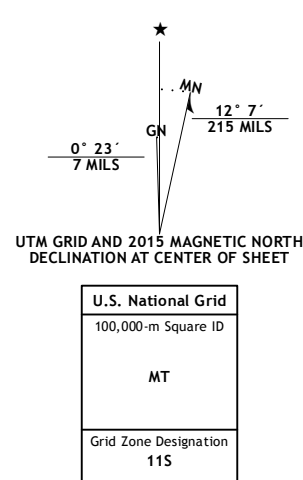 ★
MN
GN
12° 7´
215 MILS
0° 23´
7 MILS
UTM GRID AND 2015 MAGNETIC NORTH
DECLINATION AT CENTER OF SHEET
U.S. National Grid
100,000-m Square ID
MT
Grid Zone Designation
11S